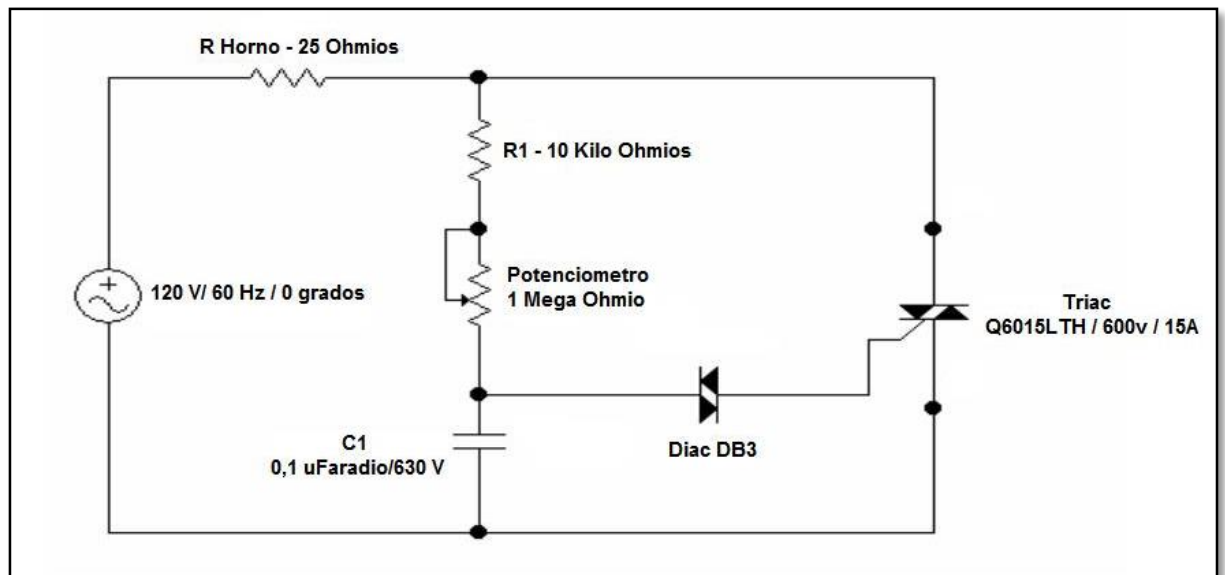 R Horno - 25 Ohmios
R1 - 10 Kilo Ohmios
120 V/ 60 Hz / 0 grados
Potenciometro
1 Mega Ohmio
Triac
Q6015LTH / 600v / 15A
C1
0,1 uFaradio/630 V
Diac DB3